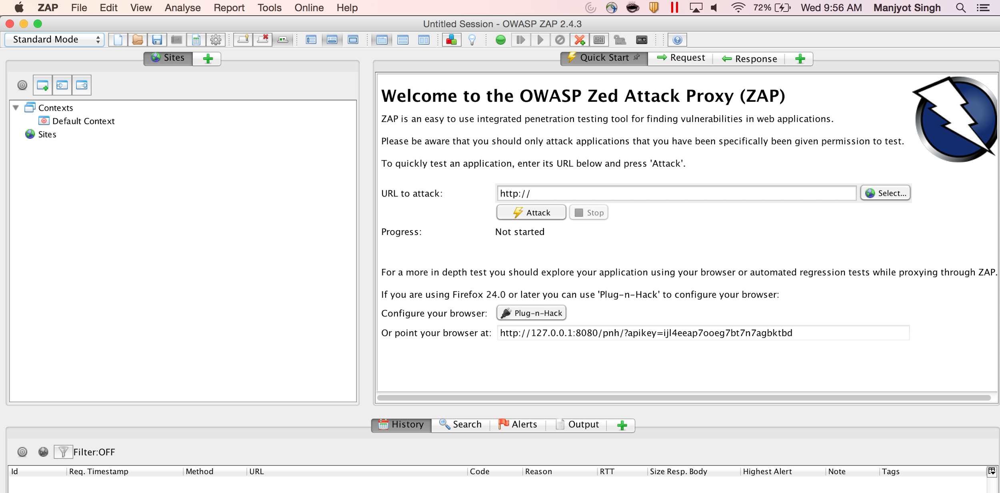 ZAP File Edit View Analyse Report Tools Online Help 72% Wed 9:56 AM Manjyot Singh
Untitled Session - OWASP ZAP 2.4.3
Standard Mode
Sites
Quick Start Request Response
Contexts
Default Context
Sites
Welcome to the OWASP Zed Attack Proxy (ZAP)
ZAP is an easy to use integrated penetration testing tool for finding vulnerabilities in web applications.
Please be aware that you should only attack applications that you have been specifically been given permission to test.
To quickly test an application, enter its URL below and press 'Attack'.
URL to attack: http:// Select...
Attack Stop
Progress: Not started
For a more in depth test you should explore your application using your browser or automated regression tests while proxying through ZAP.
If you are using Firefox 24.0 or later you can use 'Plug-n-Hack' to configure your browser:
Configure your browser: Plug-n-Hack
Or point your browser at: http://127.0.0.1:8080/pnh/?apikey=ijl4eeap7ooeg7bt7n7agbktbd
History Search Alerts Output
Filter:OFF
Id Req. Timestamp Method URL Code Reason RTT Size Resp. Body Highest Alert Note Tags